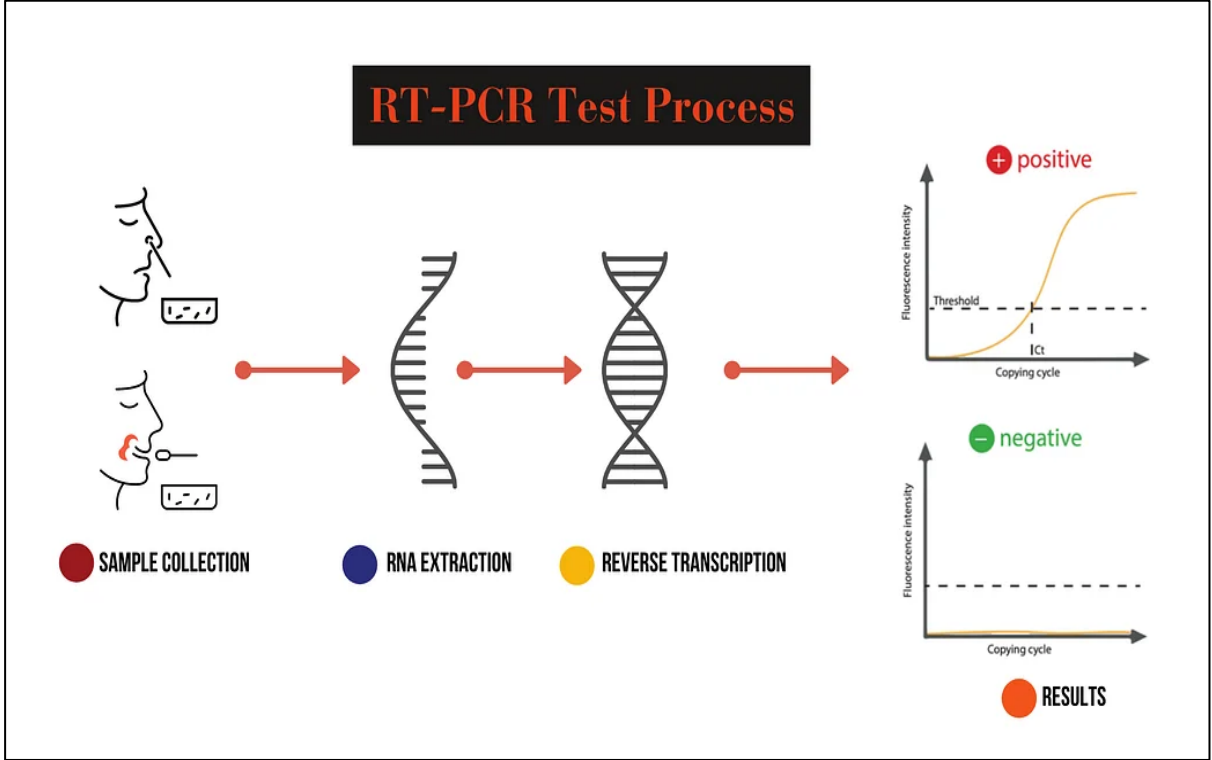 RT-PCR Test Process
+ positive
Fluorescence intensity
Threshold
Ct
Copying cycle
− negative
Fluorescence intensity
Copying cycle
SAMPLE COLLECTION
RNA EXTRACTION
REVERSE TRANSCRIPTION
RESULTS